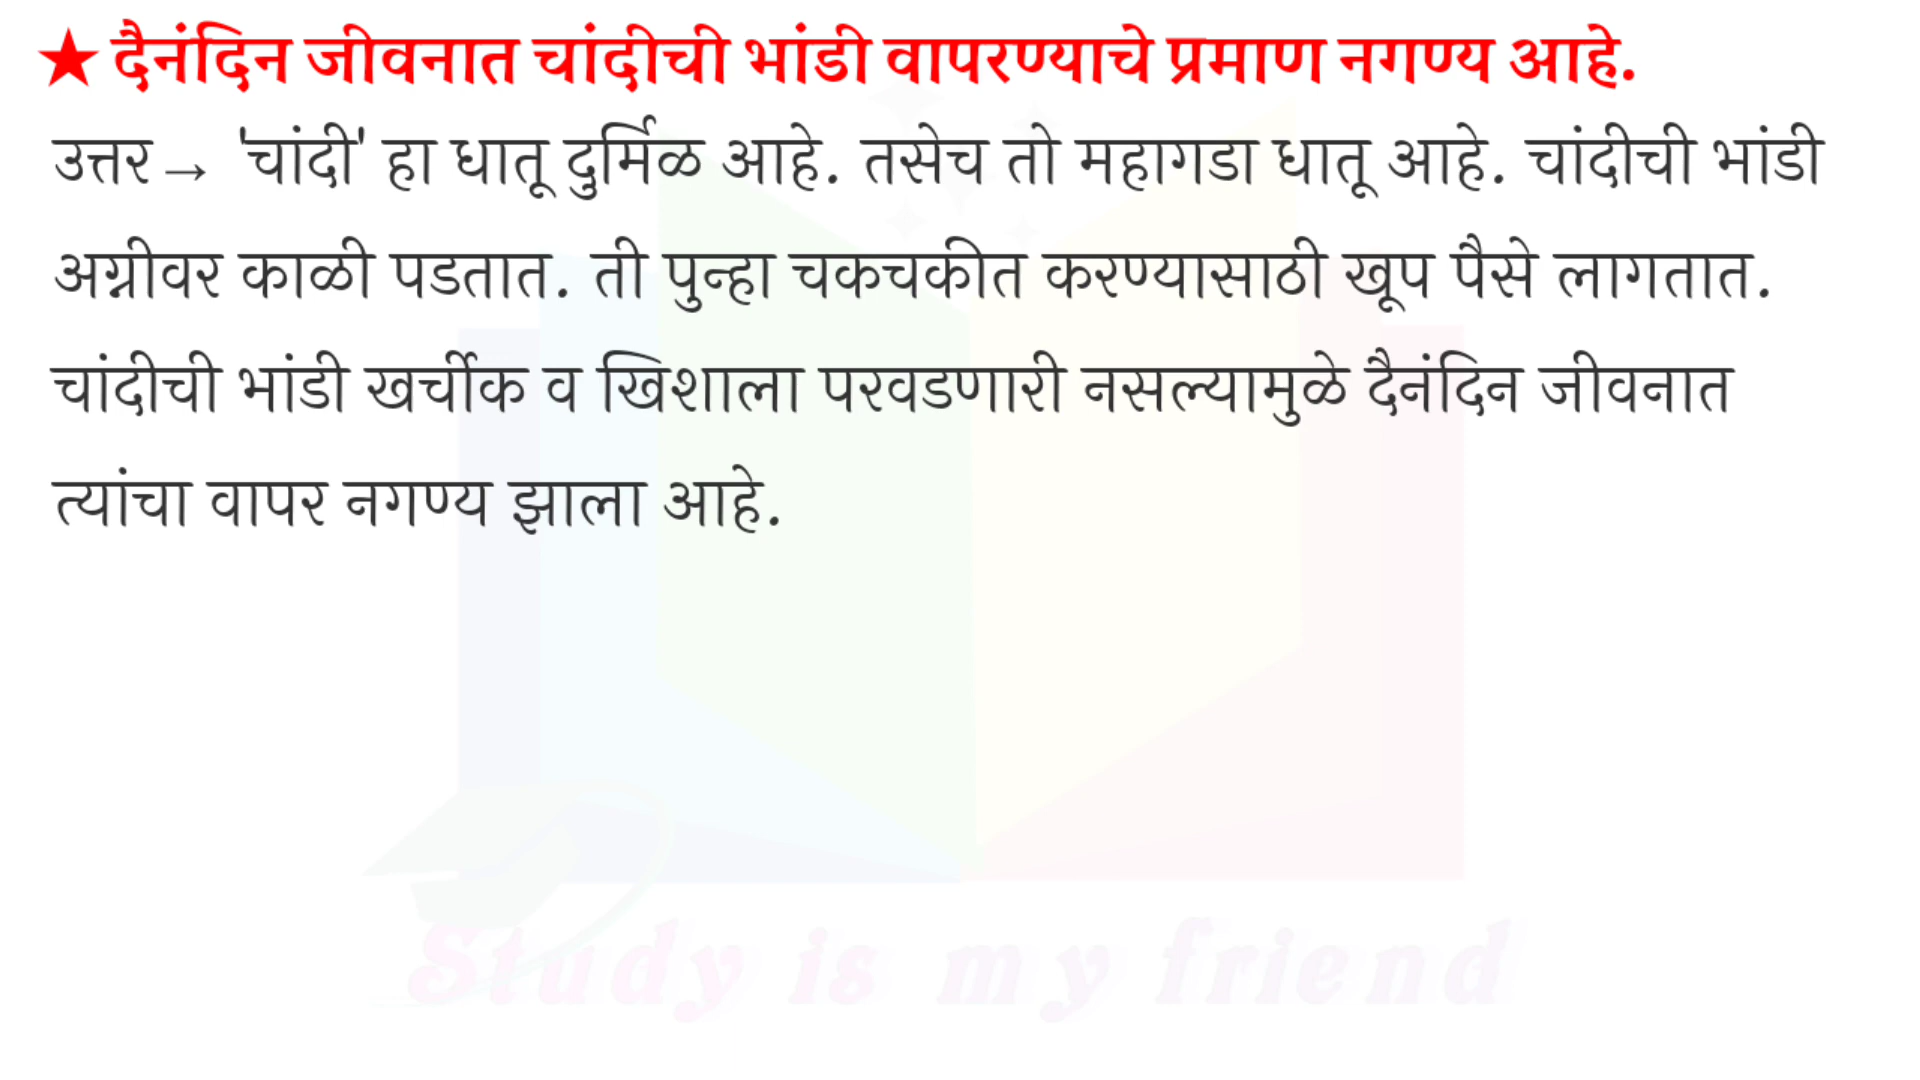 ★ दैनंदिन जीवनात चांदीची भांडी वापरण्याचे प्रमाण नगण्य आहे.
उत्तर→ 'चांदी' हा धातू दुर्मिळ आहे. तसेच तो महागडा धातू आहे. चांदीची भांडी
अग्नीवर काळी पडतात. ती पुन्हा चकचकीत करण्यासाठी खूप पैसे लागतात.
चांदीची भांडी खर्चीक व खिशाला परवडणारी नसल्यामुळे दैनंदिन जीवनात
त्यांचा वापर नगण्य झाला आहे.
Study is my friend